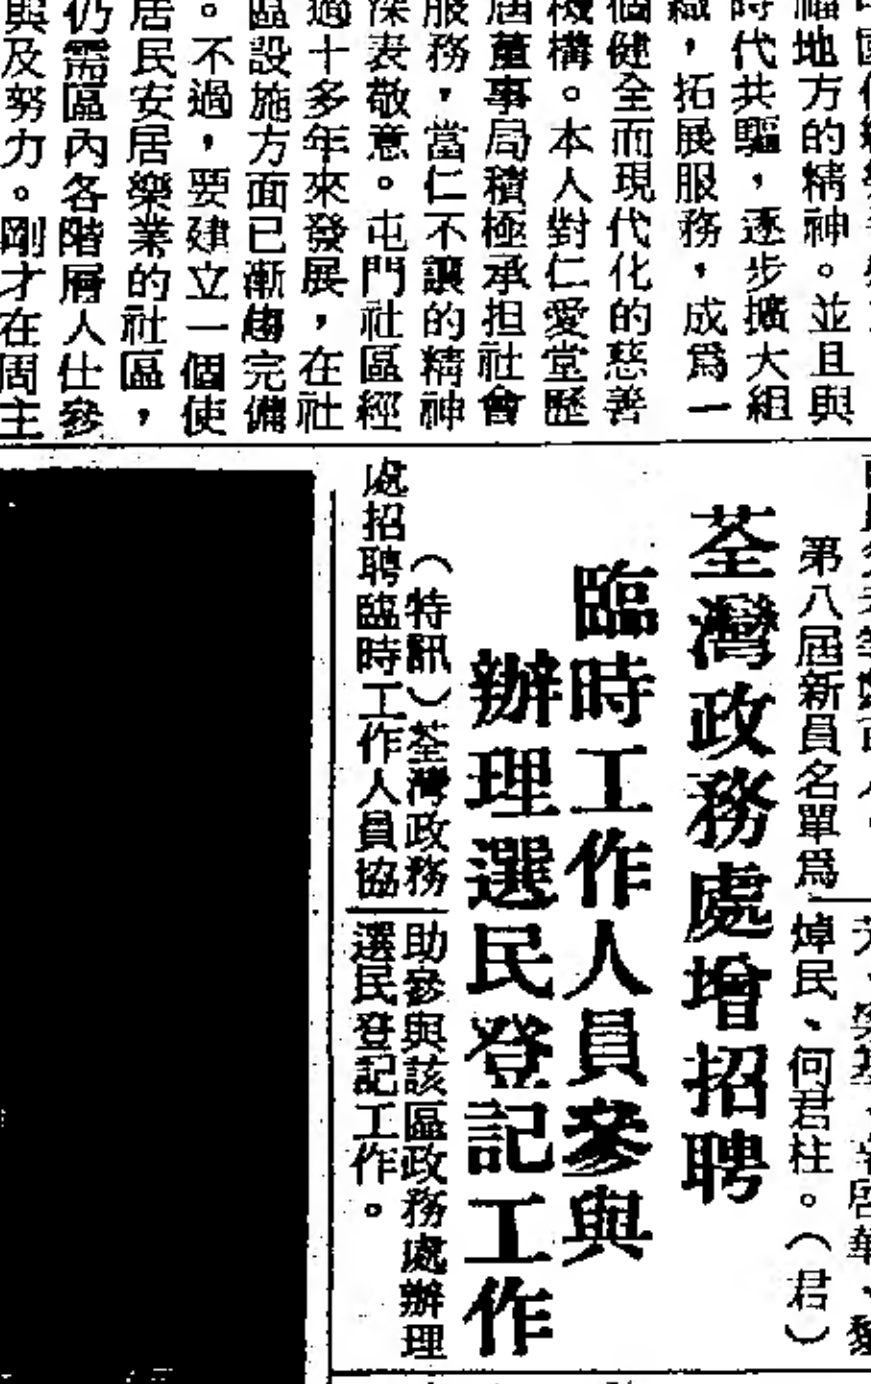 福地方的精神。並且與
時代共驅，逐步擴大組
織，拓展服務，成爲一
個健全而現代化的慈善
機構。本人對仁愛堂歷
屆董事局積極承担社會
服務，當仁不讓的精神
深表敬意。屯門社區經
過十多年來發展，在社
區設施方面已漸趨完備
。不過，要建立一個使
居民安居樂業的社區，
仍需區內各階層人仕參
與及努力。剛才在周主
第八屆新員名單爲
焯民、何君柱。（君）
荃灣政務處增招聘
臨時工作人員參與
辦理選民登記工作
（特訊）荃灣政務
處招聘臨時工作人員協
助參與該區政務處辦理
選民登記工作。